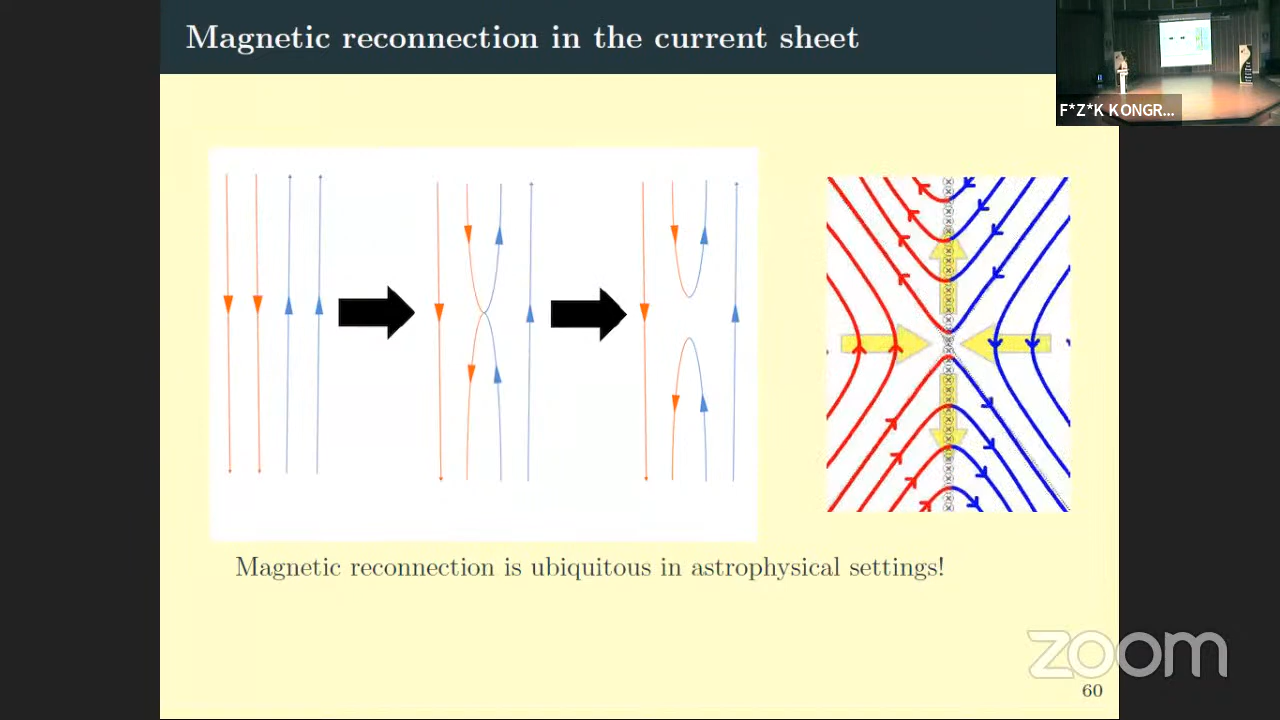 Magnetic reconnection in the current sheet
F*Z*K KONGR...
Magnetic reconnection is ubiquitous in astrophysical settings!
zoom
60